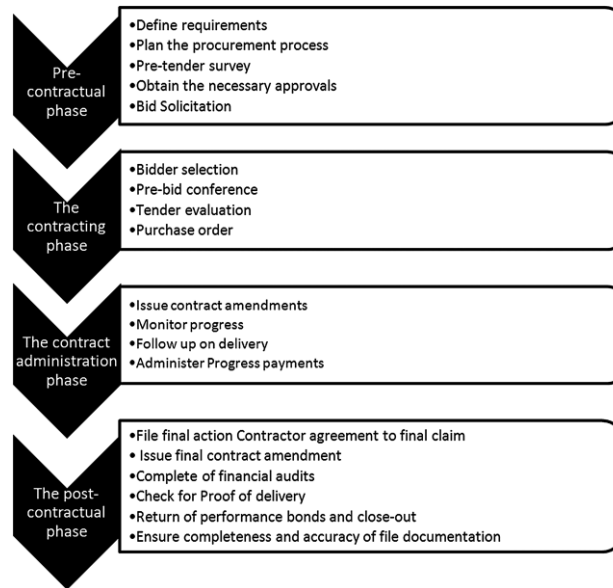 Pre-
contractual
phase
•Define requirements
•Plan the procurement process
•Pre-tender survey
•Obtain the necessary approvals
•Bid Solicitation
The
contracting
phase
•Bidder selection
•Pre-bid conference
•Tender evaluation
•Purchase order
The contract
administration
phase
•Issue contract amendments
•Monitor progress
•Follow up on delivery
•Administer Progress payments
The post-
contractual
phase
•File final action Contractor agreement to final claim
• Issue final contract amendment
•Complete of financial audits
•Check for Proof of delivery
•Return of performance bonds and close-out
•Ensure completeness and accuracy of file documentation